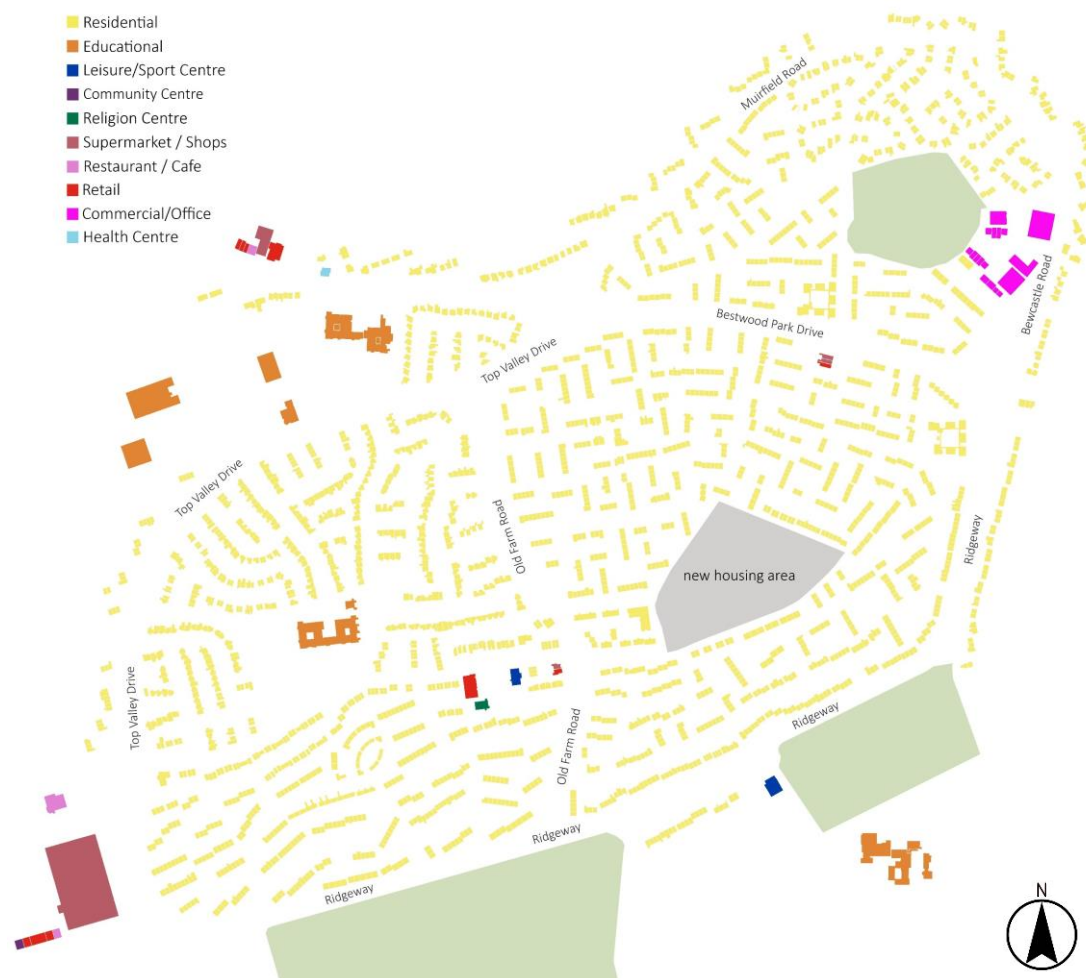 Residential
Educational
Leisure/Sport Centre
Community Centre
Religion Centre
Supermarket / Shops
Restaurant / Cafe
Retail
Commercial/Office
Health Centre
Muirfield Road
Bewcastle Road
Bestwood Park Drive
Top Valley Drive
Top Valley Drive
Old Farm Road
Ridgeway
new housing area
Top Valley Drive
Old Farm Road
Ridgeway
Ridgeway
Ridgeway
N